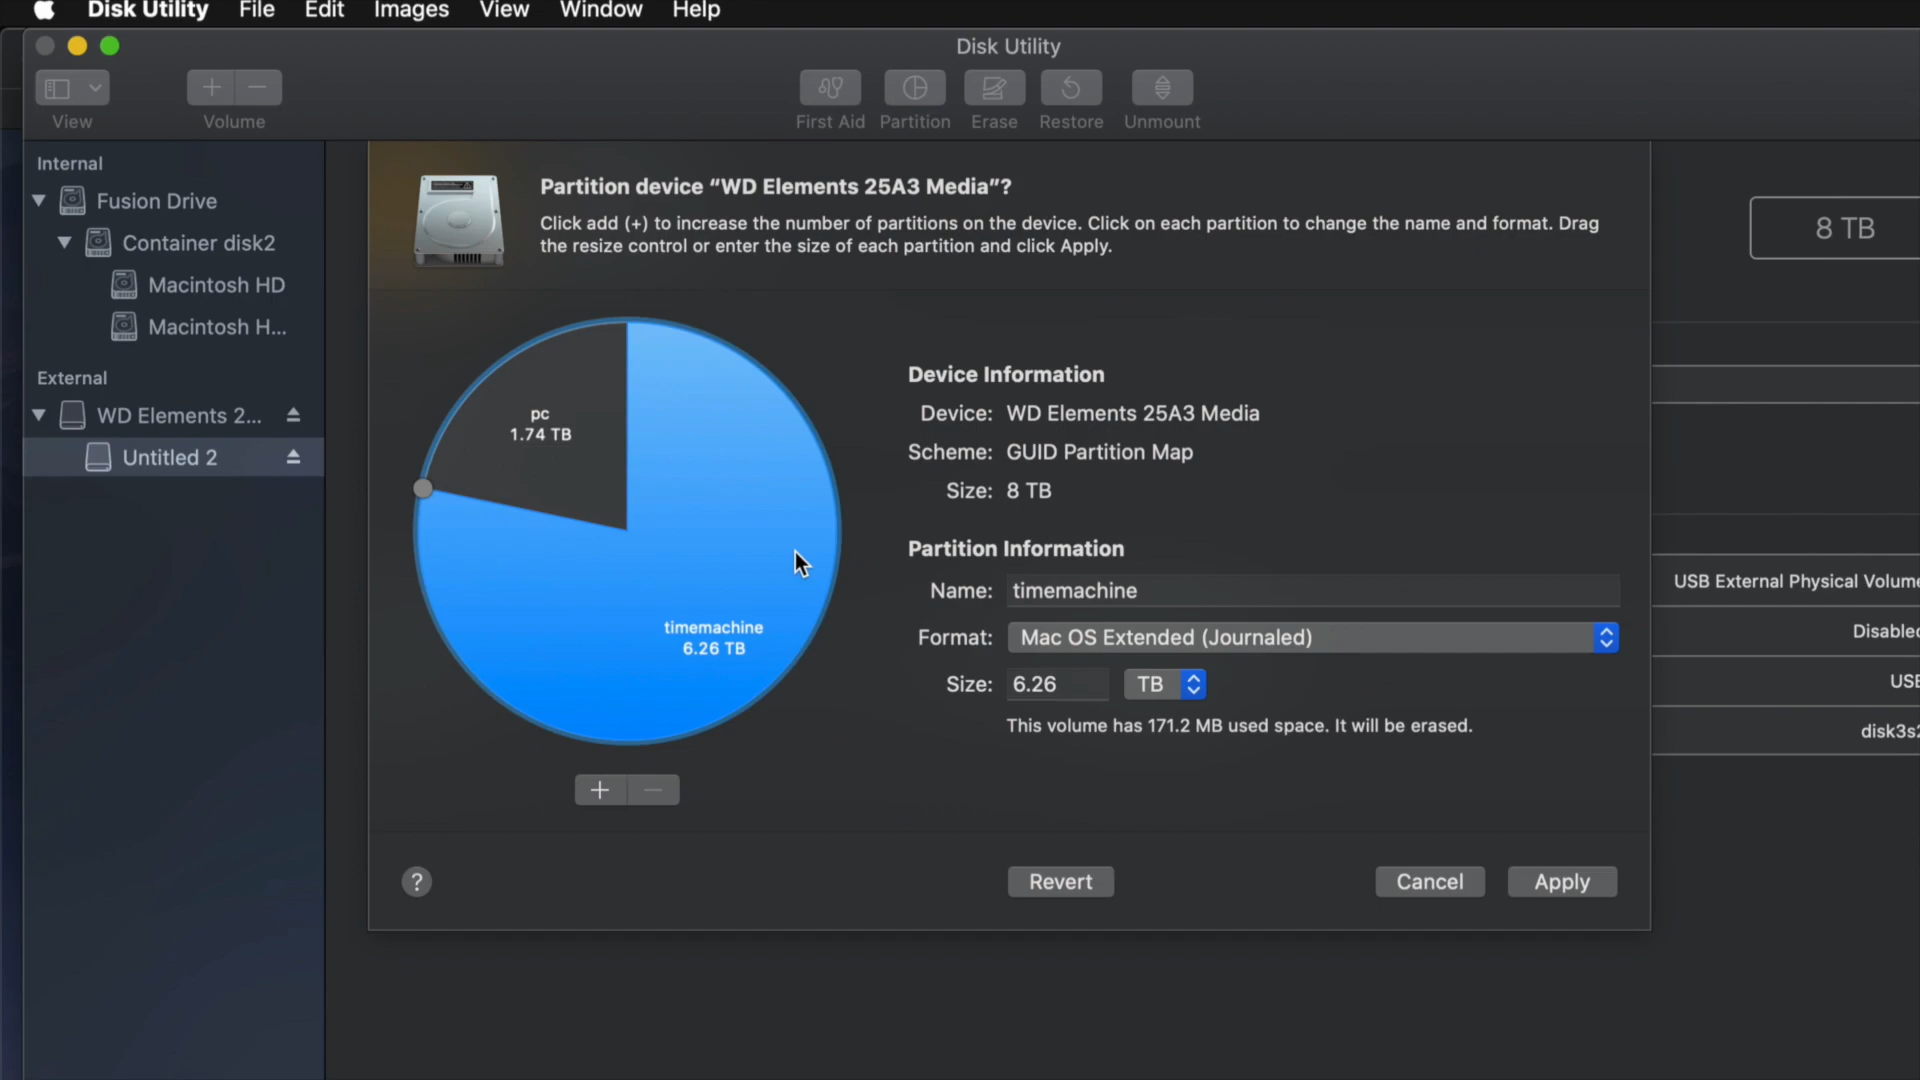 Disk Utility File Edit Images View Window Help
Disk Utility
View Volume First Aid Partition Erase Restore Unmount
Internal
Fusion Drive
Container disk2
Macintosh HD
Macintosh H...
External
WD Elements 2...
Untitled 2
Partition device “WD Elements 25A3 Media”?
Click add (+) to increase the number of partitions on the device. Click on each partition to change the name and format. Drag
the resize control or enter the size of each partition and click Apply.
pc
1.74 TB
timemachine
6.26 TB
Device Information
Device: WD Elements 25A3 Media
Scheme: GUID Partition Map
Size: 8 TB
Partition Information
Name: timemachine
Format: Mac OS Extended (Journaled)
Size: 6.26 TB
This volume has 171.2 MB used space. It will be erased.
? Revert Cancel Apply
8 TB
USB External Physical Volume
Disabled
USB
disk3s2